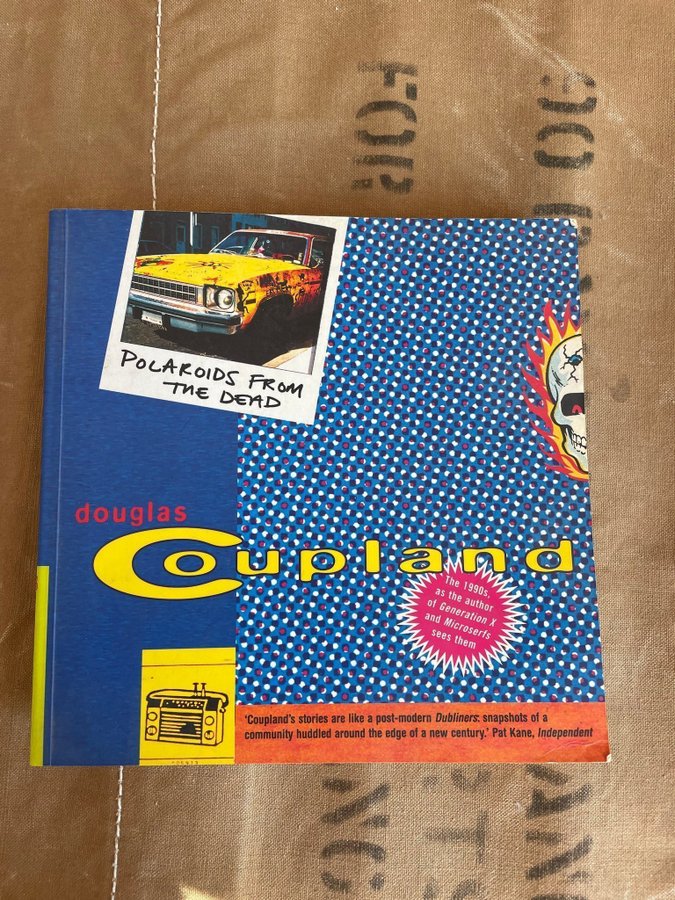 FOR
POLAROIDS FROM
THE DEAD
douglas
Coupland
The 1990s,
as the author
of Generation X
and Microserfs
sees them
'Coupland's stories are like a post-modern Dubliners: snapshots of a
community huddled around the edge of a new century.' Pat Kane, Independent